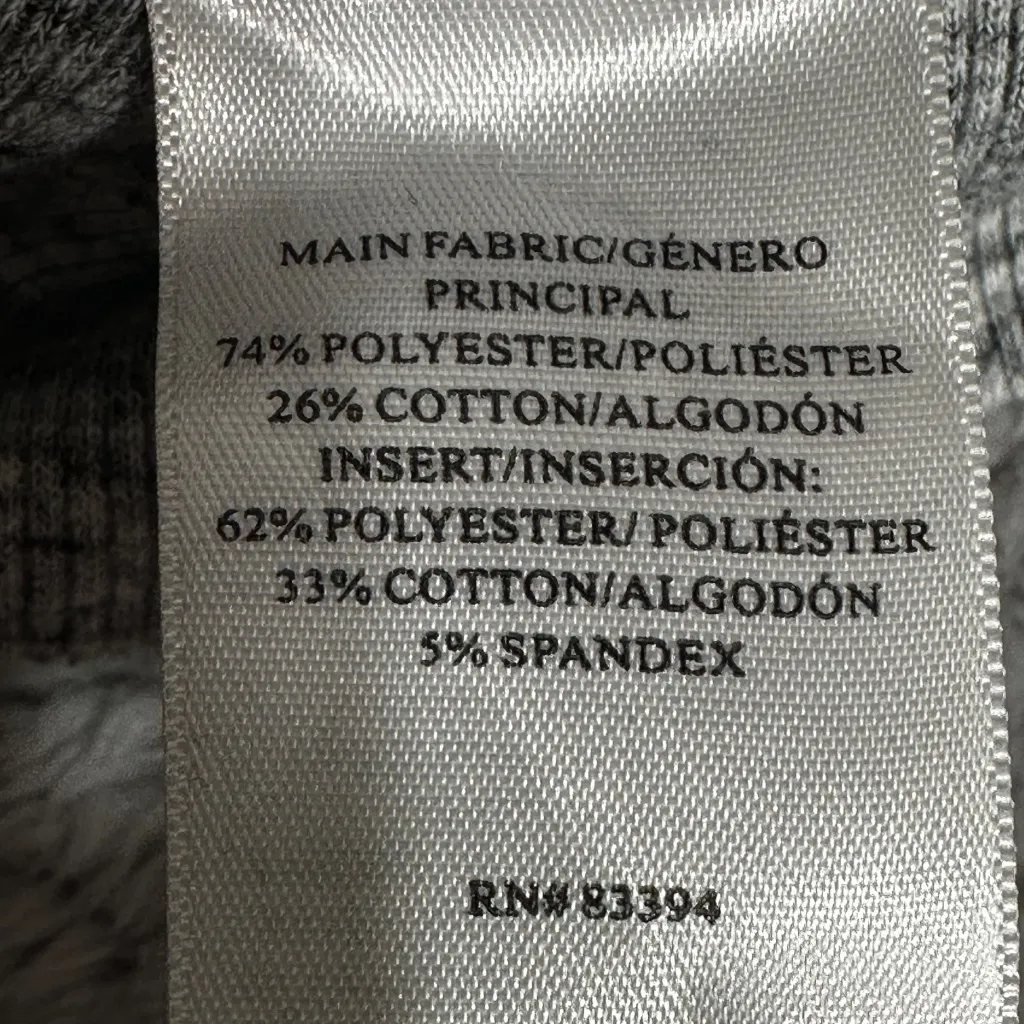 MAIN FABRIC/GÉNERO
PRINCIPAL
74% POLYESTER/POLIÉSTER
26% COTTON/ALGODÓN
INSERT/INSERCIÓN:
62% POLYESTER/ POLIÉSTER
33% COTTON/ALGODÓN
5% SPANDEX
RN# 83394